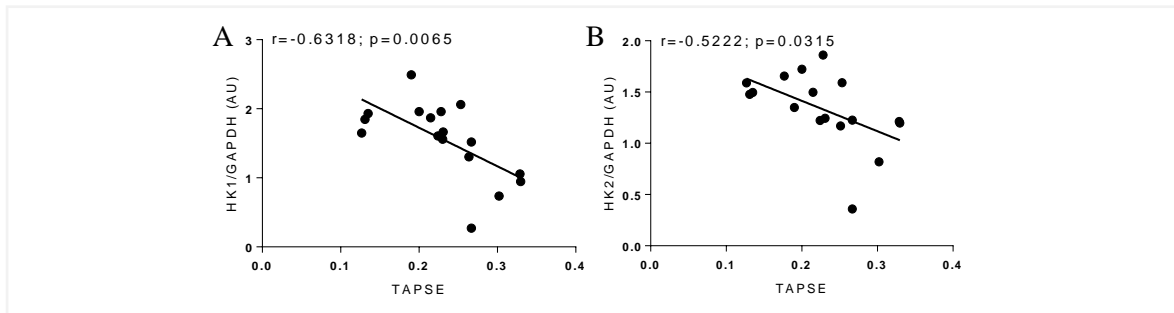 A
r=-0.6318; p=0.0065
3
2
1
0
HK1/GAPDH (AU)
0.0 0.1 0.2 0.3 0.4
TAPSE
B
r=-0.5222; p=0.0315
2.0
1.5
1.0
1.5
0.0
HK2/GAPDH (AU)
0.0 0.1 0.2 0.3 0.4
TAPSE